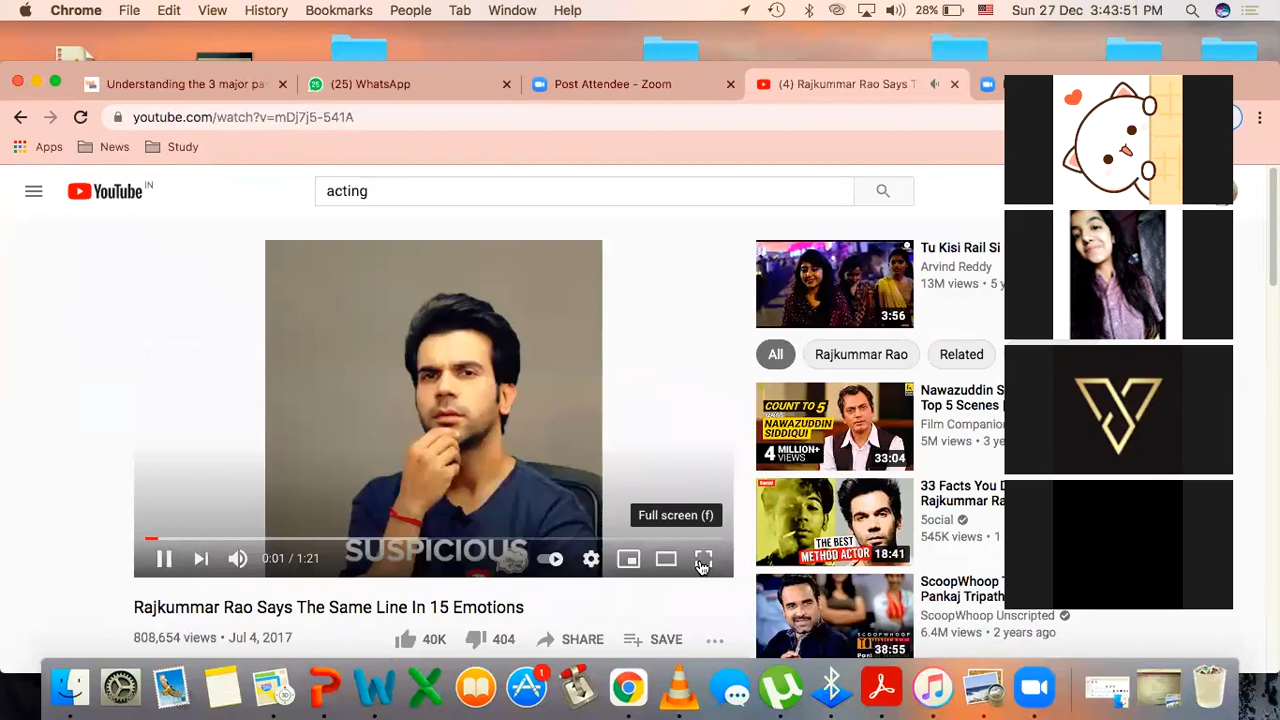 Chrome File Edit View History Bookmarks People Tab Window Help 28% Sun 27 Dec 3:43:51 PM
Understanding the 3 major pa
(25) WhatsApp
Post Attendee - Zoom
(4) Rajkummar Rao Says T
youtube.com/watch?v=mDj7j5-541A
Apps News Study
YouTube IN
acting
SUSPICIOUS
Full screen (f)
0:01 / 1:21
Rajkummar Rao Says The Same Line In 15 Emotions
808,654 views • Jul 4, 2017
40K 404 SHARE SAVE
3:56
Tu Kisi Rail Si
Arvind Reddy
13M views • 5 y
All Rajkummar Rao Related
COUNT TO 5
NAWAZUDDIN
SIDDIQUI
4 MILLION+
VIEWS
33:04
Nawazuddin S
Top 5 Scenes |
Film Companio
5M views • 3 ye
Social
THE BEST
METHOD ACTOR
18:41
33 Facts You D
Rajkummar Ra
5ocial
545K views • 1
SCOOPWHOOP
38:55
ScoopWhoop T
Pankaj Tripath
ScoopWhoop Unscripted
6.4M views • 2 years ago
1